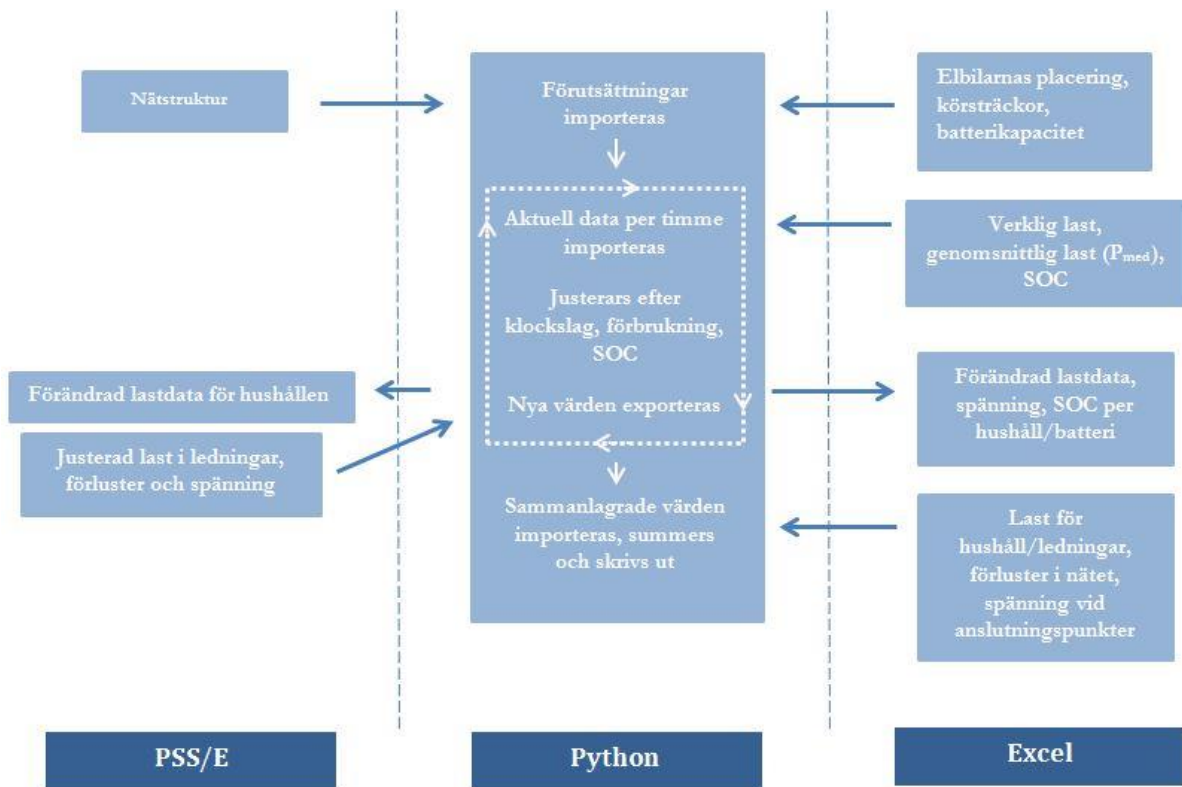 Nätstruktur
Förändrad lastdata för hushållen
Justerad last i ledningar,
förluster och spänning
PSS/E
Förutsättningar
importeras
Aktuell data per timme
importeras
Justerars efter
klockslag, förbrukning,
SOC
Nya värden exporteras
Sammanlagrade värden
importeras, summers
och skrivs ut
Python
Elbilarnas placering,
körsträckor,
batterikapacitet
Verklig last,
genomsnittlig last (Pmed),
SOC
Förändrad lastdata,
spänning, SOC per
hushåll/batteri
Last för
hushåll/ledningar,
förluster i nätet,
spänning vid
anslutningspunkter
Excel